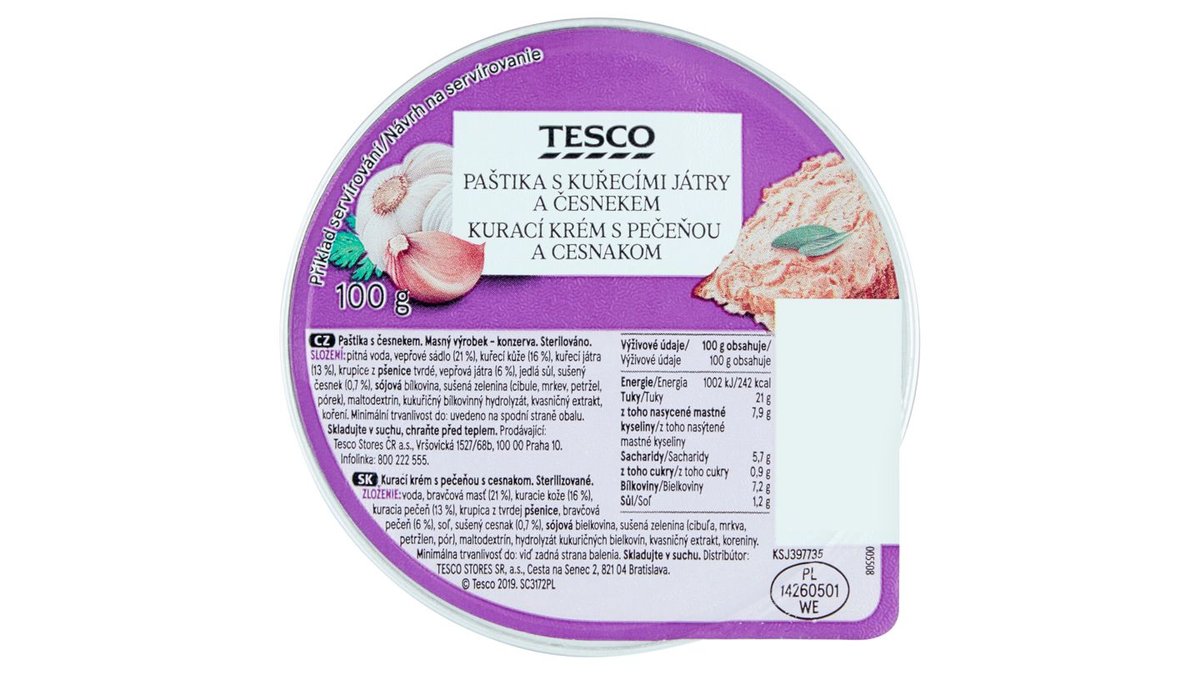 Příklad servírování/Návrh na servírovanie
TESCO
PAŠTIKA S KUŘECÍMI JÁTRY
A ČESNEKEM
KURACÍ KRÉM S PEČEŇOU
A CESNAKOM
100 g
CZ Paštika s česnekem. Masný výrobek - konzerva. Sterilováno.
SLOŽENÍ: pitná voda, vepřové sádlo (21 %), kuřecí kůže (16 %), kuřecí játra
(13 %), krupice z pšenice tvrdé, vepřová játra (6 %), jedlá sůl, sušený
česnek (0,7 %), sójová bílkovina, sušená zelenina (cibule, mrkev, petržel,
pórek), maltodextrin, kukuřičný bílkovinný hydrolyzát, kvasničný extrakt,
koření. Minimální trvanlivost do: uvedeno na spodní straně obalu.
Skladujte v suchu, chraňte před teplem. Prodávající:
Tesco Stores ČR a.s., Vršovická 1527/68b, 100 00 Praha 10.
Infolinka: 800 222 555.
SK Kurací krém s pečeňou s cesnakom. Sterilizované.
ZLOŽENIE: voda, bravčová masť (21 %), kuracie kože (16 %),
kuracia pečeň (13 %), krupica z tvrdej pšenice, bravčová
pečeň (6 %), soľ, sušený cesnak (0,7 %), sójová bielkovina, sušená zelenina (cibuľa, mrkva,
petržlen, pór), maltodextrín, hydrolyzát kukuričných bielkovín, kvasničný extrakt, koreniny.
Minimálna trvanlivosť do: viď zadná strana balenia. Skladujte v suchu. Distribútor:
TESCO STORES SR, a.s., Cesta na Senec 2, 821 04 Bratislava.
© Tesco 2019. SC3172PL
Výživové údaje/ 100 g obsahuje/
Výživové údaje 100 g obsahuje
Energie/Energia 1002 kJ/242 kcal
Tuky/Tuky 21 g
z toho nasycené mastné 7,9 g
kyseliny/z toho nasýtené
mastné kyseliny
Sacharidy/Sacharidy 5,7 g
z toho cukry/z toho cukry 0,9 g
Bílkoviny/Bielkoviny 7,2 g
Sůl/Soľ 1,2 g
KSJ397735
005508
PL
14260501
WE